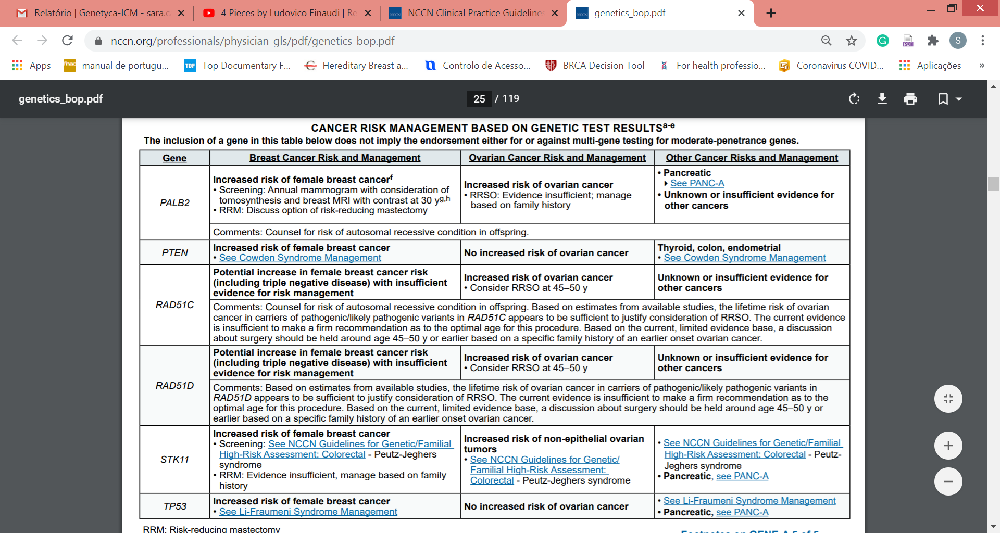 Relatório | Genetyca-ICM - sara.c
4 Pieces by Ludovico Einaudi | Re
NCCN Clinical Practice Guidelines
genetics_bop.pdf
nccn.org/professionals/physician_gls/pdf/genetics_bop.pdf
S
Apps
fnac
manual de portugu...
TDF
Top Documentary F...
Hereditary Breast a...
Controlo de Acesso...
BRCA Decision Tool
For health professio...
Coronavirus COVID...
Aplicações
»
genetics_bop.pdf
25 / 119
CANCER RISK MANAGEMENT BASED ON GENETIC TEST RESULTSa-e
The inclusion of a gene in this table below does not imply the endorsement either for or against multi-gene testing for moderate-penetrance genes.
Gene
Breast Cancer Risk and Management
Ovarian Cancer Risk and Management
Other Cancer Risks and Management
PALB2
Increased risk of female breast cancerf
• Screening: Annual mammogram with consideration of
tomosynthesis and breast MRI with contrast at 30 yg,h
• RRM: Discuss option of risk-reducing mastectomy
Increased risk of ovarian cancer
• RRSO: Evidence insufficient; manage
based on family history
• Pancreatic
See PANC-A
• Unknown or insufficient evidence for
other cancers
Comments: Counsel for risk of autosomal recessive condition in offspring.
PTEN
Increased risk of female breast cancer
• See Cowden Syndrome Management
No increased risk of ovarian cancer
Thyroid, colon, endometrial
• See Cowden Syndrome Management
RAD51C
Potential increase in female breast cancer risk
(including triple negative disease) with insufficient
evidence for risk management
Increased risk of ovarian cancer
• Consider RRSO at 45–50 y
Unknown or insufficient evidence for
other cancers
Comments: Counsel for risk of autosomal recessive condition in offspring. Based on estimates from available studies, the lifetime risk of ovarian
cancer in carriers of pathogenic/likely pathogenic variants in RAD51C appears to be sufficient to justify consideration of RRSO. The current evidence
is insufficient to make a firm recommendation as to the optimal age for this procedure. Based on the current, limited evidence base, a discussion
about surgery should be held around age 45–50 y or earlier based on a specific family history of an earlier onset ovarian cancer.
RAD51D
Potential increase in female breast cancer risk
(including triple negative disease) with insufficient
evidence for risk management
Increased risk of ovarian cancer
• Consider RRSO at 45–50 y
Unknown or insufficient evidence for
other cancers
Comments: Based on estimates from available studies, the lifetime risk of ovarian cancer in carriers of pathogenic/likely pathogenic variants in
RAD51D appears to be sufficient to justify consideration of RRSO. The current evidence is insufficient to make a firm recommendation as to the
optimal age for this procedure. Based on the current, limited evidence base, a discussion about surgery should be held around age 45–50 y or
earlier based on a specific family history of an earlier onset ovarian cancer.
STK11
Increased risk of female breast cancer
• Screening: See NCCN Guidelines for Genetic/Familial
High-Risk Assessment: Colorectal - Peutz-Jeghers
syndrome
• RRM: Evidence insufficient, manage based on family
history
Increased risk of non-epithelial ovarian
tumors
• See NCCN Guidelines for Genetic/
Familial High-Risk Assessment:
Colorectal - Peutz-Jeghers syndrome
• See NCCN Guidelines for Genetic/Familial
High-Risk Assessment: Colorectal - Peutz-
Jeghers syndrome
• Pancreatic, see PANC-A
TP53
Increased risk of female breast cancer
• See Li-Fraumeni Syndrome Management
No increased risk of ovarian cancer
• See Li-Fraumeni Syndrome Management
• Pancreatic, see PANC-A
RRM: Risk-reducing mastectomy
Footnotes on GENE-A 5 of 5